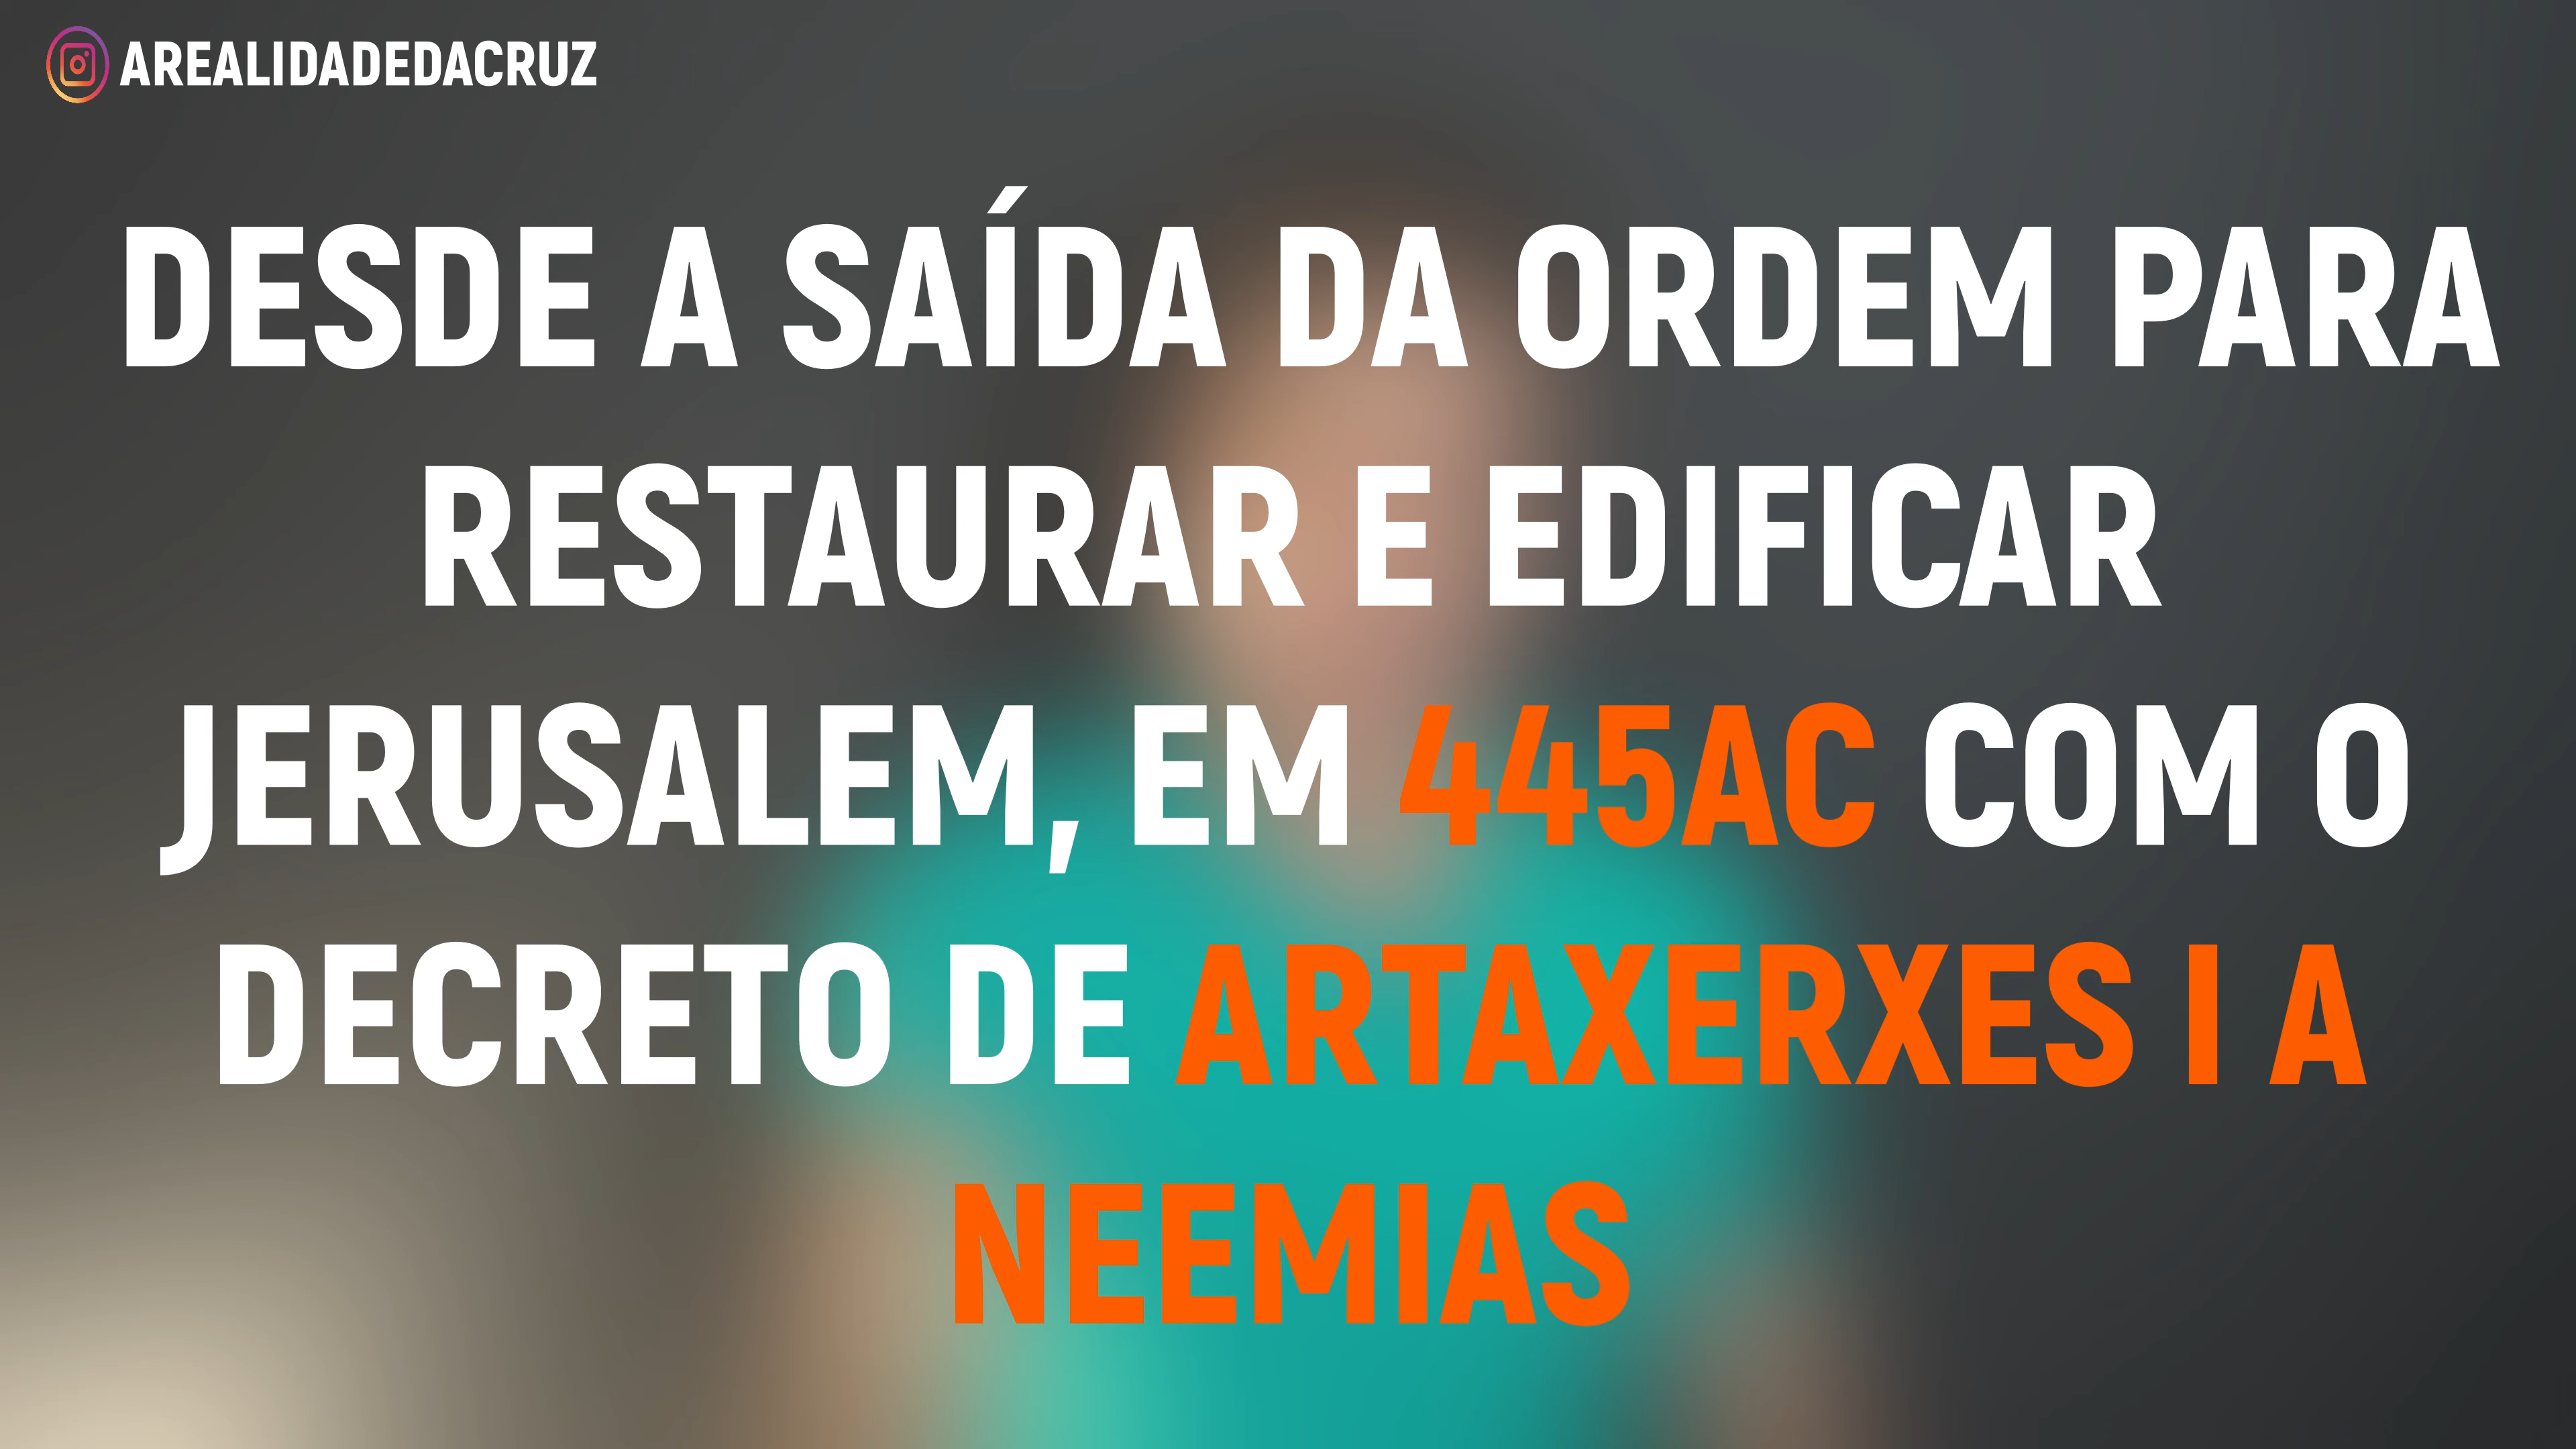 AREALIDADEDACRUZ
DESDE A SAÍDA DA ORDEM PARA
RESTAURAR E EDIFICAR
JERUSALEM, EM 445AC COM O
DECRETO DE ARTAXERXES I A
NEEMIAS